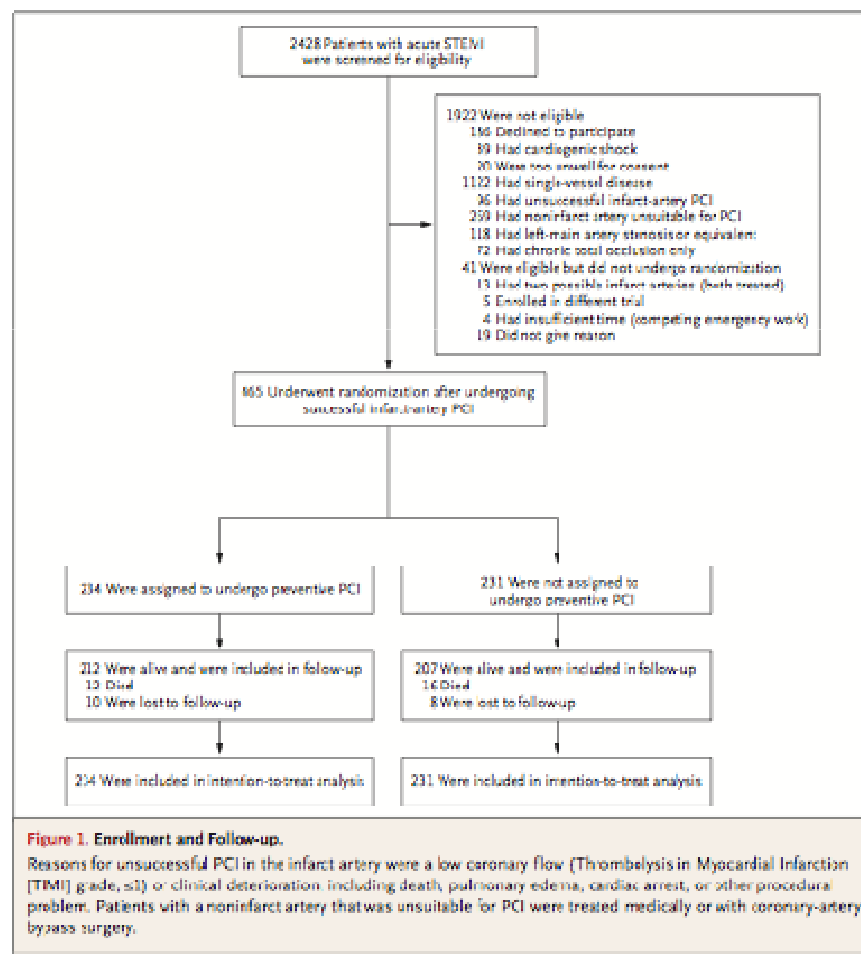 2428 Patients with acute STEMI
were screened for eligibility
1922 Were not eligible
Declined to participate
Had cardiogenic shock
20 Were too unwell for consent
1122 Had single-vessel disease
Had unsuccessful infarct-artery PCI
259 Had noninfarct artery unsuitable for PCI
118 Had left-main artery stenosis or equivalent
Had chronic total occlusion only
41 Were eligible but did not undergo randomization
13 Had two possible infarct arteries (both treated)
5 Enrolled in different trial
4 Had insufficient time (competing emergency work)
19 Did not give reason
465 Underwent randomization after undergoing
successful infarct-artery PCI
234 Were assigned to undergo preventive PCI
231 Were not assigned to
undergo preventive PCI
212 Were alive and were included in follow-up
12 Died
10 Were lost to follow-up
207 Were alive and were included in follow-up
16 Died
8 Were lost to follow-up
234 Were included in intention-to-treat analysis
231 Were included in intention-to-treat analysis
Figure 1. Enrollment and Follow-up.
Reasons for unsuccessful PCI in the infarct artery were a low coronary flow (Thrombolysis in Myocardial Infarction
[TIMI] grade, ≤1) or clinical deterioration, including death, pulmonary edema, cardiac arrest, or other procedural
problem. Patients with a noninfarct artery that was unsuitable for PCI were treated medically or with coronary-artery
bypass surgery.